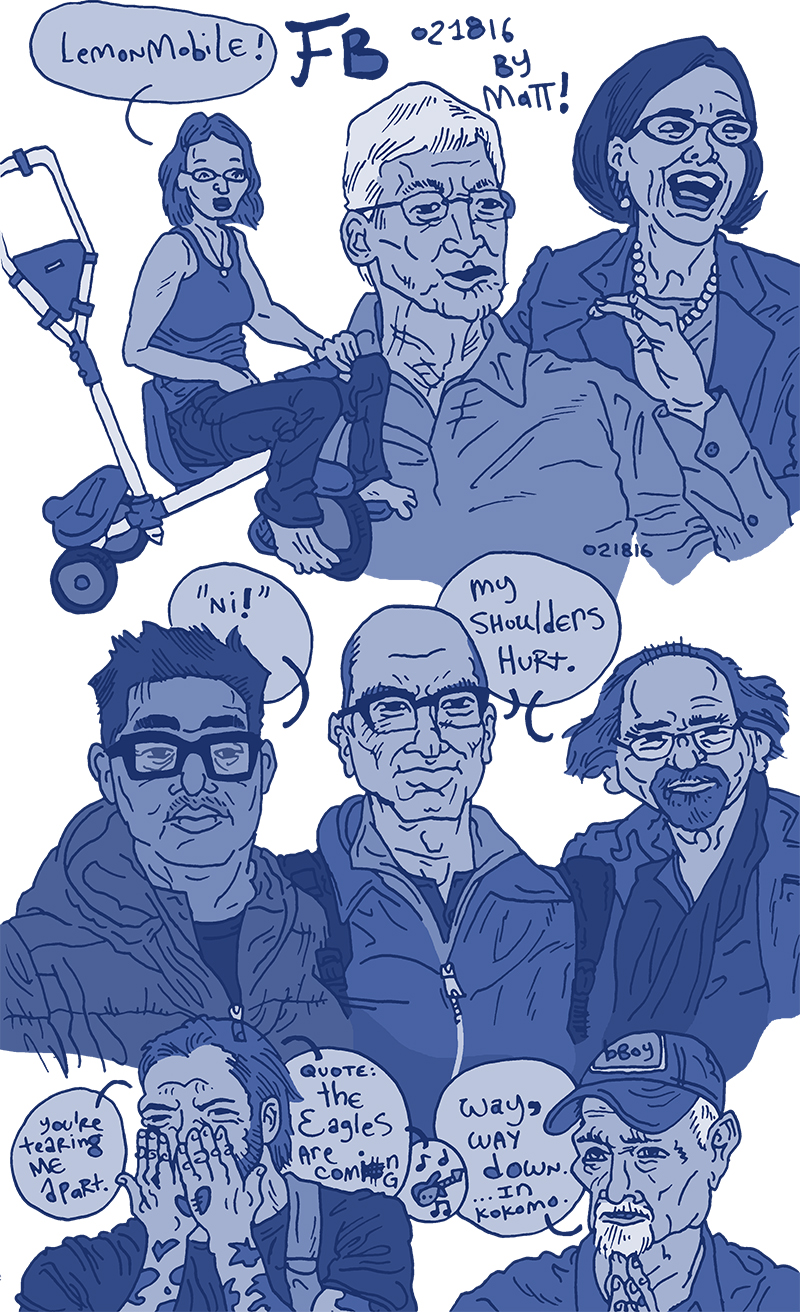 LemonMobile!
FB
021816
BY
Matt!
021816
"Ni!"
my
SHoulders
Hurt.
you're
teaRing
ME
Apart.
QUOTE:
the
Eagles
Are
coming
bBoy
way,
way
down.
...in
kokomo.